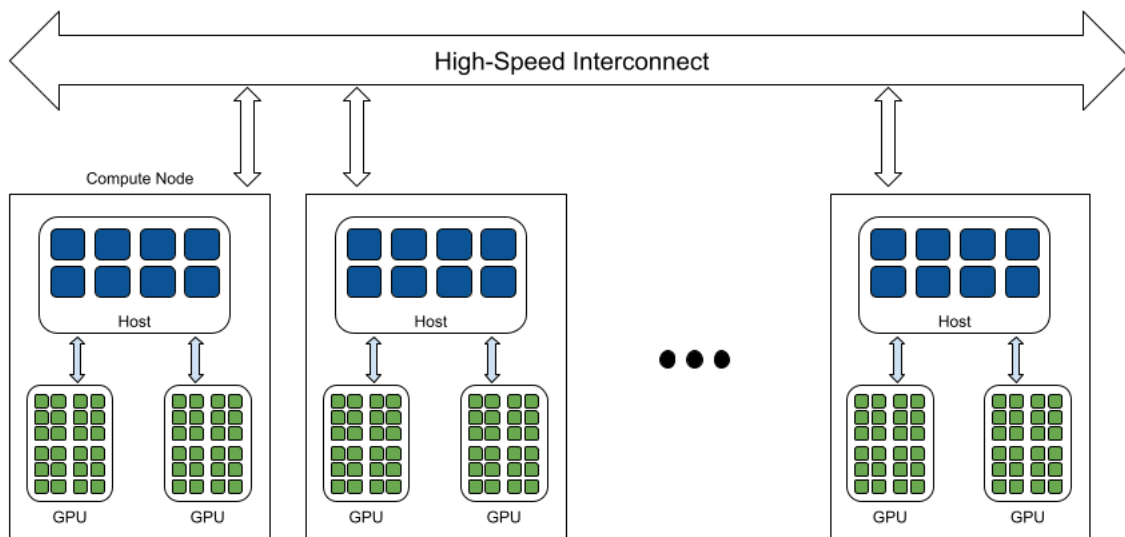 High-Speed Interconnect
Compute Node
Host
Host
Host
GPU
GPU
GPU
GPU
GPU
GPU